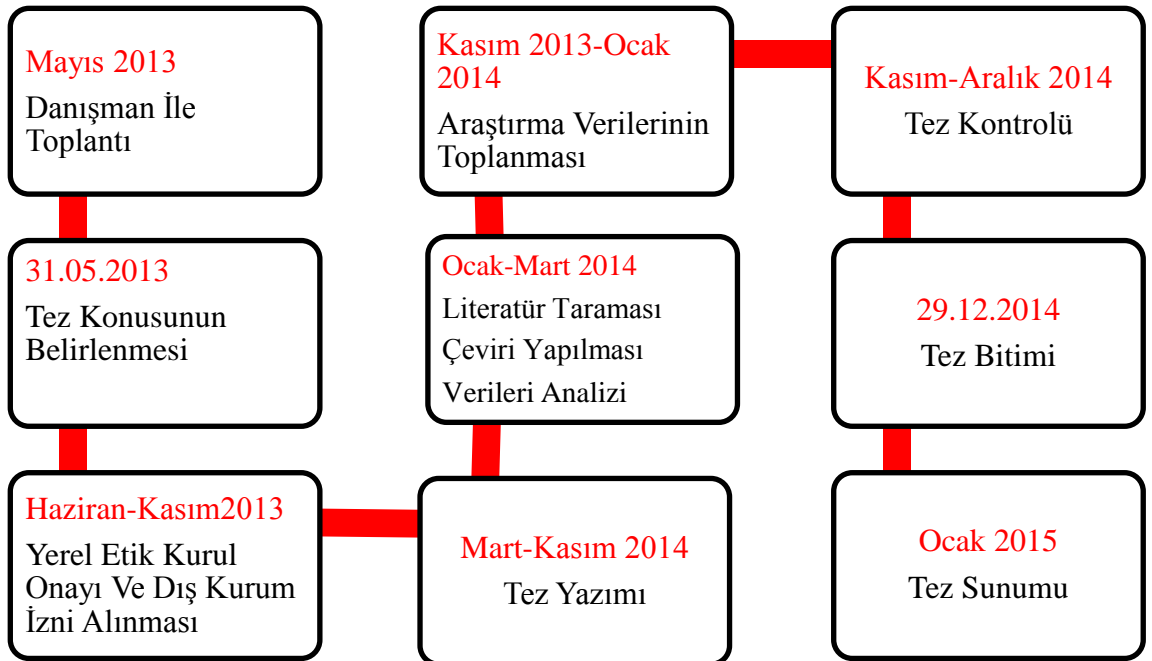 Mayıs 2013
Danışman İle
Toplantı
31.05.2013
Tez Konusunun
Belirlenmesi
Haziran-Kasım2013
Yerel Etik Kurul
Onayı Ve Dış Kurum
İzni Alınması
Mart-Kasım 2014
Tez Yazımı
Ocak-Mart 2014
Literatür Taraması
Çeviri Yapılması
Verileri Analizi
Kasım 2013-Ocak
2014
Araştırma Verilerinin
Toplanması
Kasım-Aralık 2014
Tez Kontrolü
29.12.2014
Tez Bitimi
Ocak 2015
Tez Sunumu